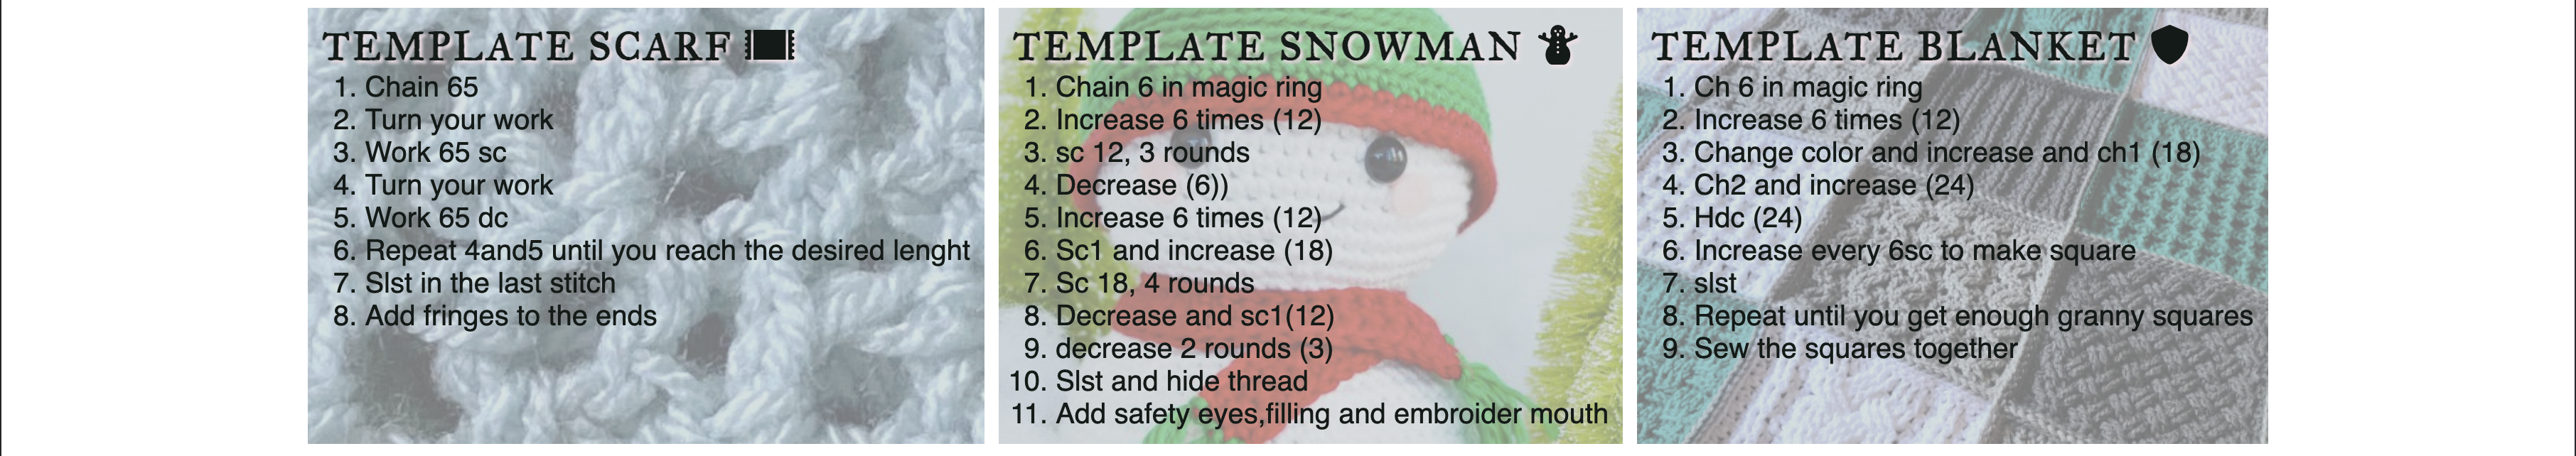 TEMPLATE SCARF
1. Chain 65
2. Turn your work
3. Work 65 sc
4. Turn your work
5. Work 65 dc
6. Repeat 4and5 until you reach the desired lenght
7. Slst in the last stitch
8. Add fringes to the ends
TEMPLATE SNOWMAN
1. Chain 6 in magic ring
2. Increase 6 times (12)
3. sc 12, 3 rounds
4. Decrease (6))
5. Increase 6 times (12)
6. Sc1 and increase (18)
7. Sc 18, 4 rounds
8. Decrease and sc1(12)
9. decrease 2 rounds (3)
10. Slst and hide thread
11. Add safety eyes,filling and embroider mouth
TEMPLATE BLANKET
1. Ch 6 in magic ring
2. Increase 6 times (12)
3. Change color and increase and ch1 (18)
4. Ch2 and increase (24)
5. Hdc (24)
6. Increase every 6sc to make square
7. slst
8. Repeat until you get enough granny squares
9. Sew the squares together